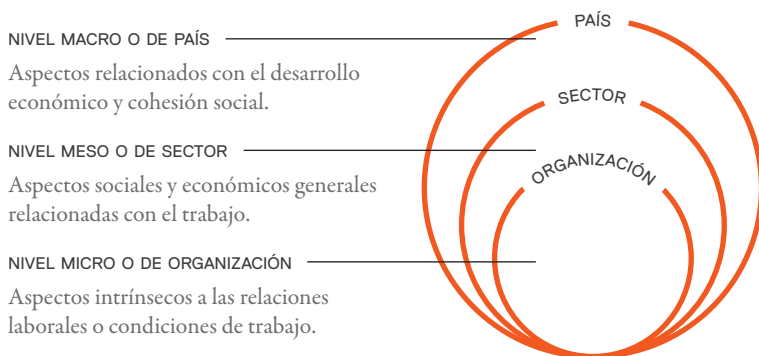 NIVEL MACRO O DE PAÍS
Aspectos relacionados con el desarrollo
económico y cohesión social.
NIVEL MESO O DE SECTOR
Aspectos sociales y económicos generales
relacionadas con el trabajo.
NIVEL MICRO O DE ORGANIZACIÓN
Aspectos intrínsecos a las relaciones
laborales o condiciones de trabajo.
PAÍS
SECTOR
ORGANIZACIÓN